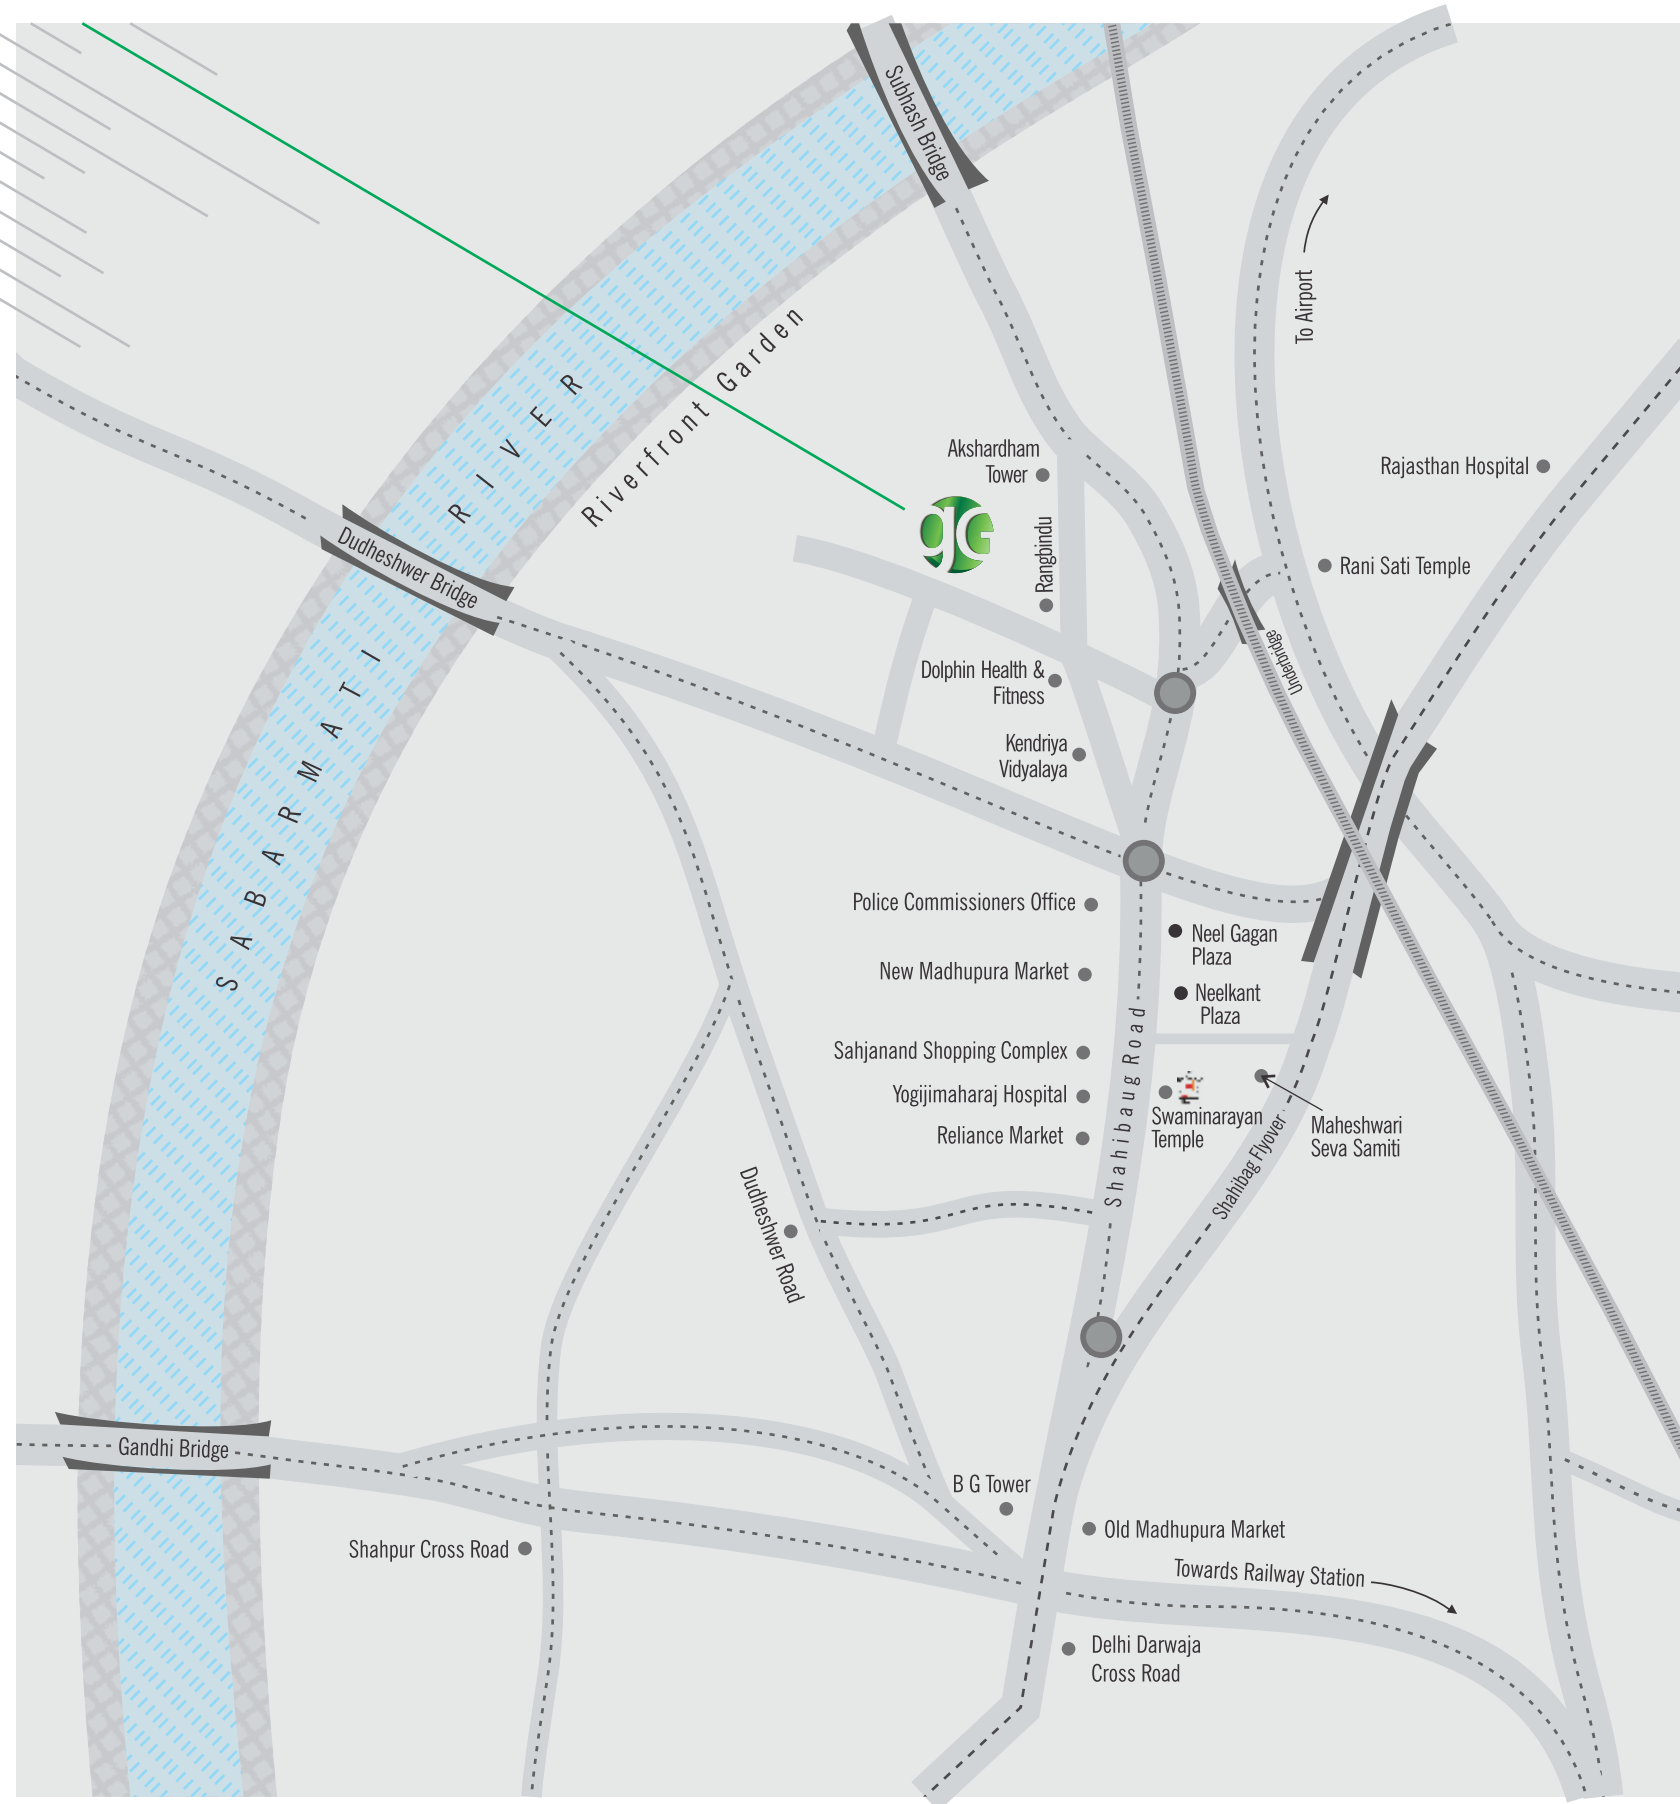 Subhash Bridge
To Airport
SABARMATI RIVER
Riverfront Garden
Akshardham
Tower
gc
Rangbindu
Rajasthan Hospital
Rani Sati Temple
Dudheshwer Bridge
Underbridge
Dolphin Health &
Fitness
Kendriya
Vidyalaya
Police Commissioners Office
Neel Gagan
Plaza
New Madhupura Market
Neelkant
Plaza
Shahibaug Road
Sahjanand Shopping Complex
Yogijimaharaj Hospital
Reliance Market
Swaminarayan
Temple
Maheshwari
Seva Samiti
Shahibag Flyover
Dudheshwer Road
Gandhi Bridge
B G Tower
Old Madhupura Market
Shahpur Cross Road
Towards Railway Station
Delhi Darwaja
Cross Road